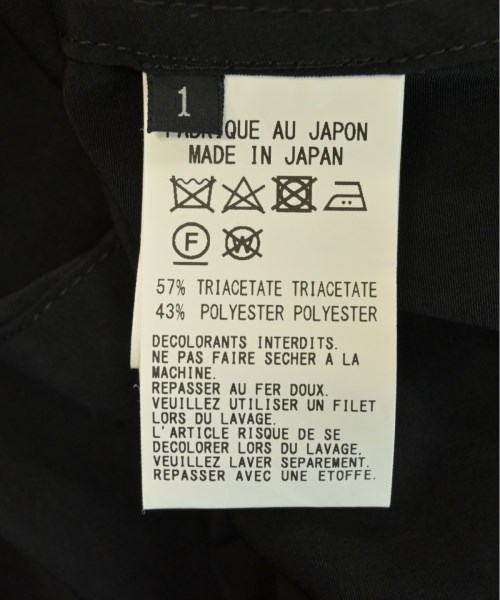 1
FABRIQUE AU JAPON
MADE IN JAPAN
F
W
57% TRIACETATE TRIACETATE
43% POLYESTER POLYESTER
DECOLORANTS INTERDITS.
NE PAS FAIRE SECHER A LA
MACHINE.
REPASSER AU FER DOUX.
VEUILLEZ UTILISER UN FILET
LORS DU LAVAGE.
L'ARTICLE RISQUE DE SE
DECOLORER LORS DU LAVAGE.
VEUILLEZ LAVER SEPAREMENT.
REPASSER AVEC UNE ETOFFE.